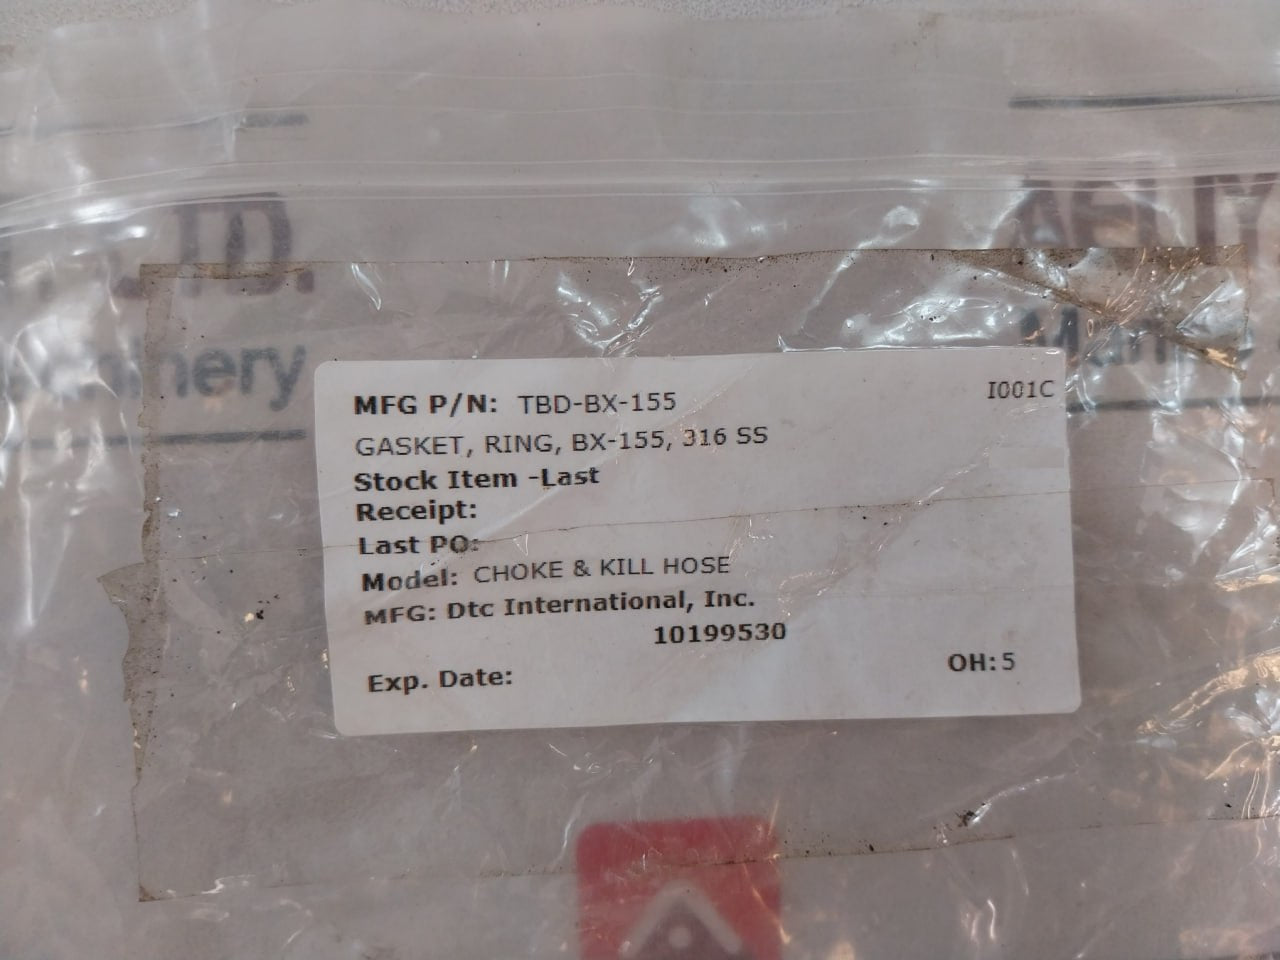 LTD.
MFG P/N: TBD-BX-155
I001C
GASKET, RING, BX-155, 316 SS
Stock Item -Last
Receipt:
Last PO:
Model: CHOKE & KILL HOSE
MFG: Dtc International, Inc.
10199530
Exp. Date:
OH: 5